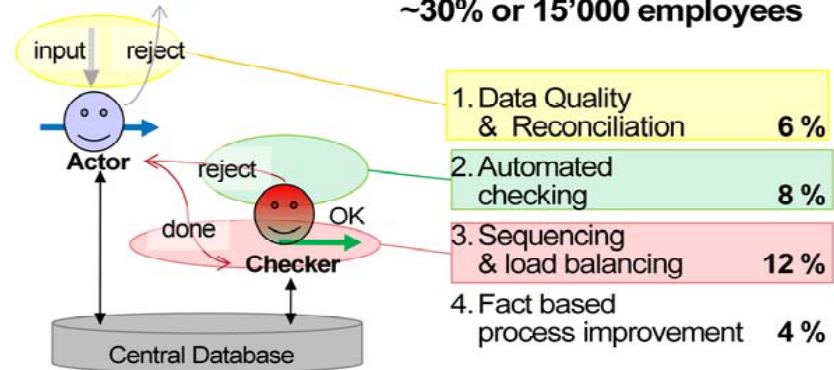 ~30% or 15’000 employees
input reject
Actor
reject
OK
done
Checker
Central Database
1. Data Quality
& Reconciliation 6 %
2. Automated
checking 8 %
3. Sequencing
& load balancing 12 %
4. Fact based
process improvement 4 %